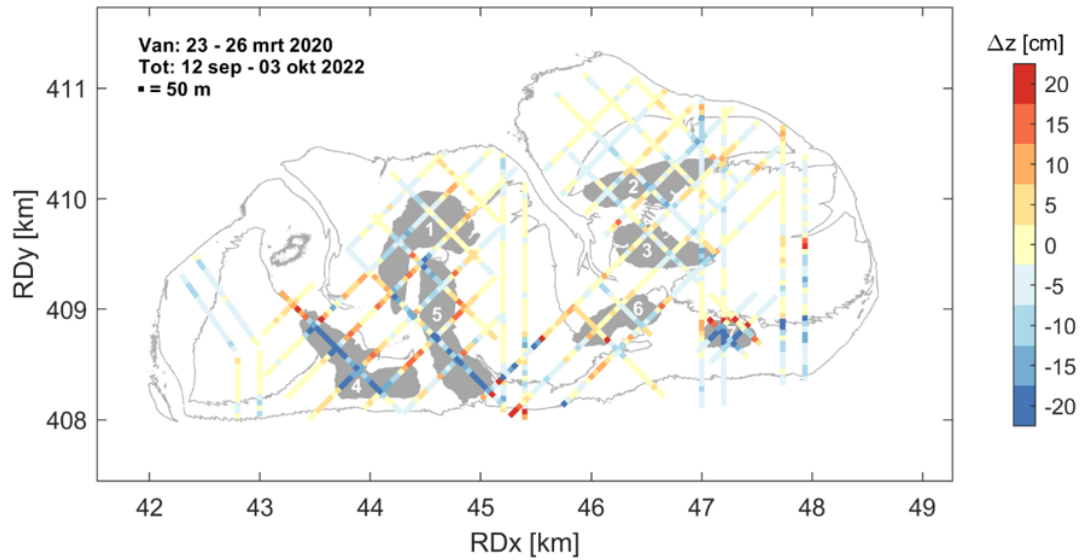 Van: 23 - 26 mrt 2020
Tot: 12 sep - 03 okt 2022
= 50 m
Δz [cm]
20
15
10
5
0
-5
-10
-15
-20
411
410
409
408
RDy [km]
1
2
3
4
5
6
7
42 43 44 45 46 47 48 49
RDx [km]